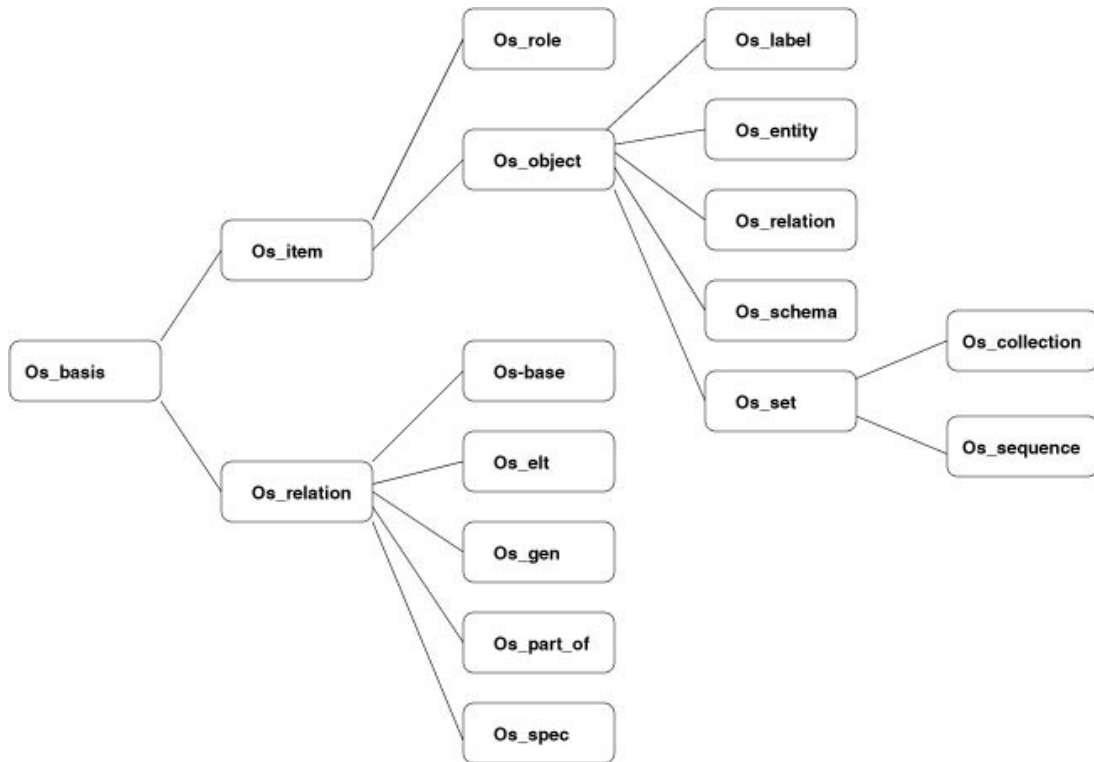 Os_role
Os_label
Os_entity
Os_object
Os_relation
Os_item
Os_schema
Os_collection
Os_basis
Os-base
Os_set
Os_elt
Os_sequence
Os_relation
Os_gen
Os_part_of
Os_spec